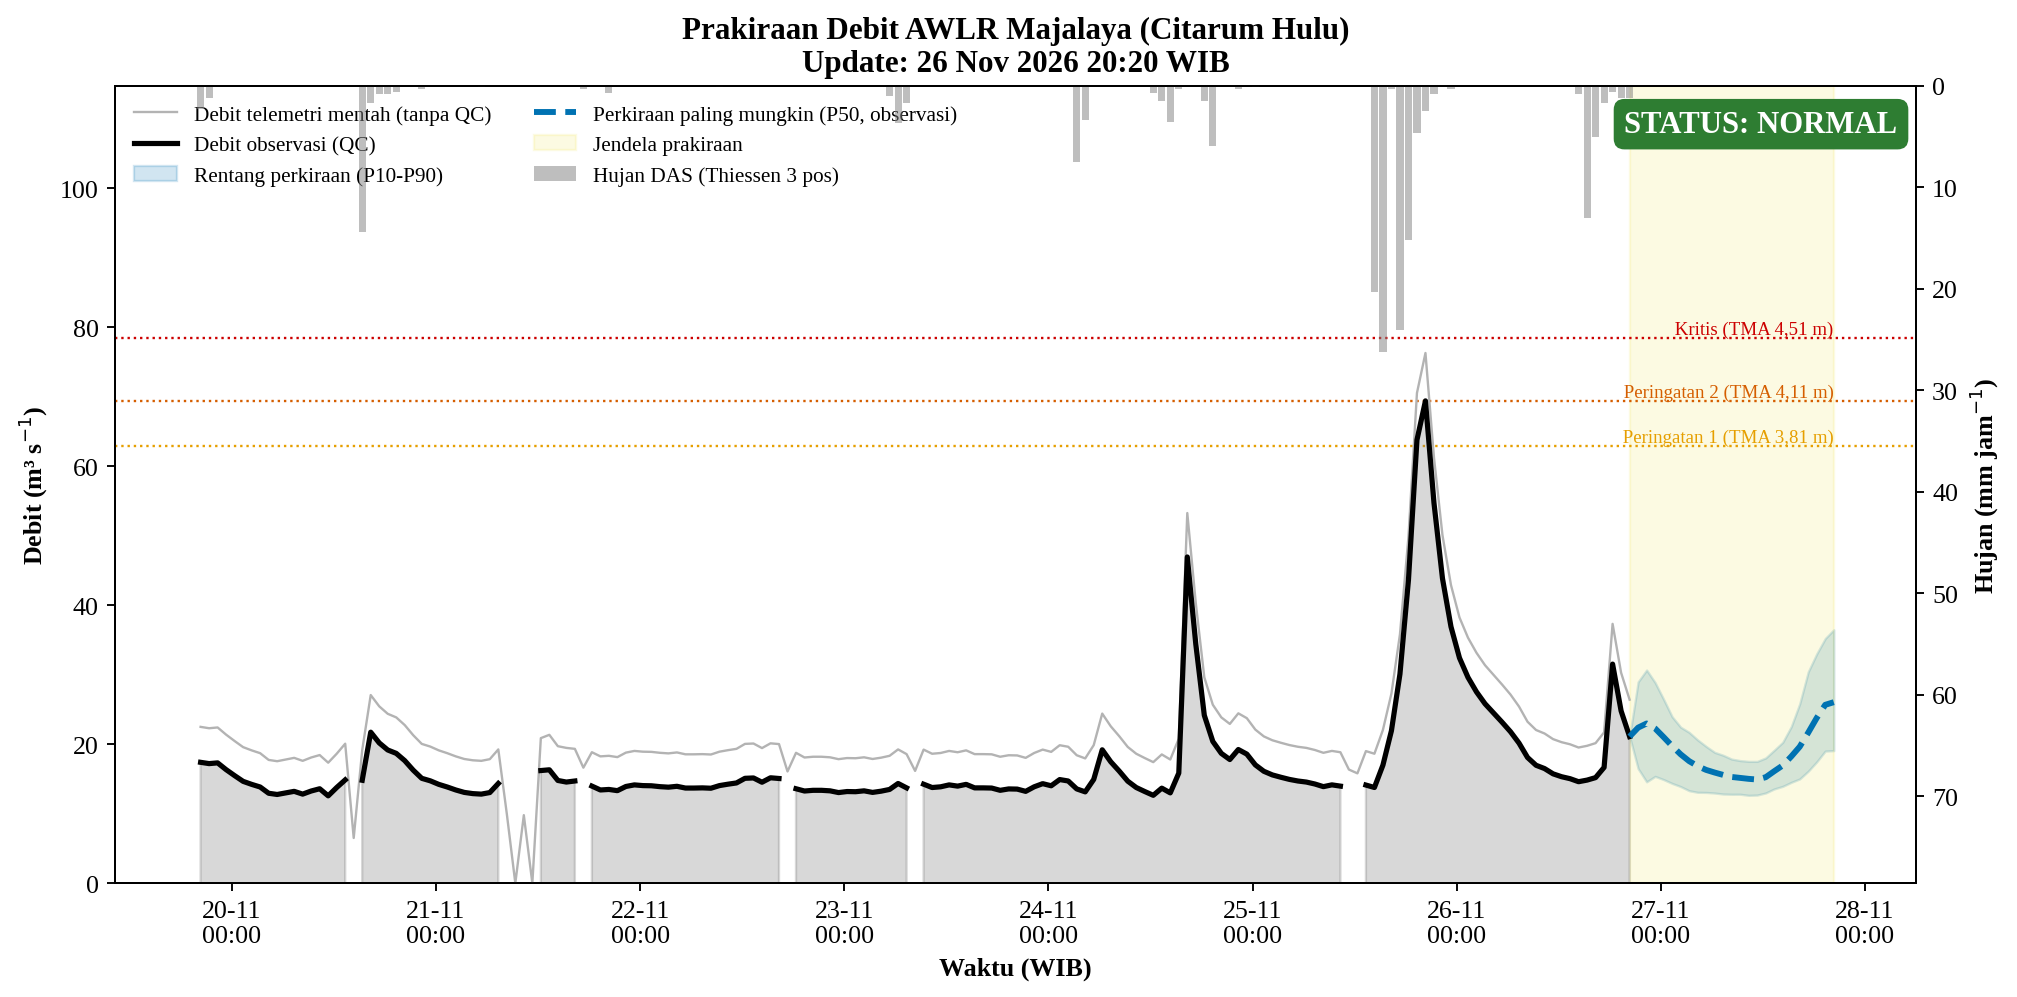 Prakiraan Debit AWLR Majalaya (Citarum Hulu)
Update: 26 Nov 2026 20:20 WIB
Debit telemetri mentah (tanpa QC)
Debit observasi (QC)
Rentang perkiraan (P10-P90)
Perkiraan paling mungkin (P50, observasi)
Jendela prakiraan
Hujan DAS (Thiessen 3 pos)
STATUS: NORMAL
Kritis (TMA 4,51 m)
Peringatan 2 (TMA 4,11 m)
Peringatan 1 (TMA 3,81 m)
Debit (m³ s⁻¹)
100
80
60
40
20
0
Hujan (mm jam⁻¹)
0
10
20
30
40
50
60
70
20-11
00:00
21-11
00:00
22-11
00:00
23-11
00:00
24-11
00:00
25-11
00:00
26-11
00:00
27-11
00:00
28-11
00:00
Waktu (WIB)